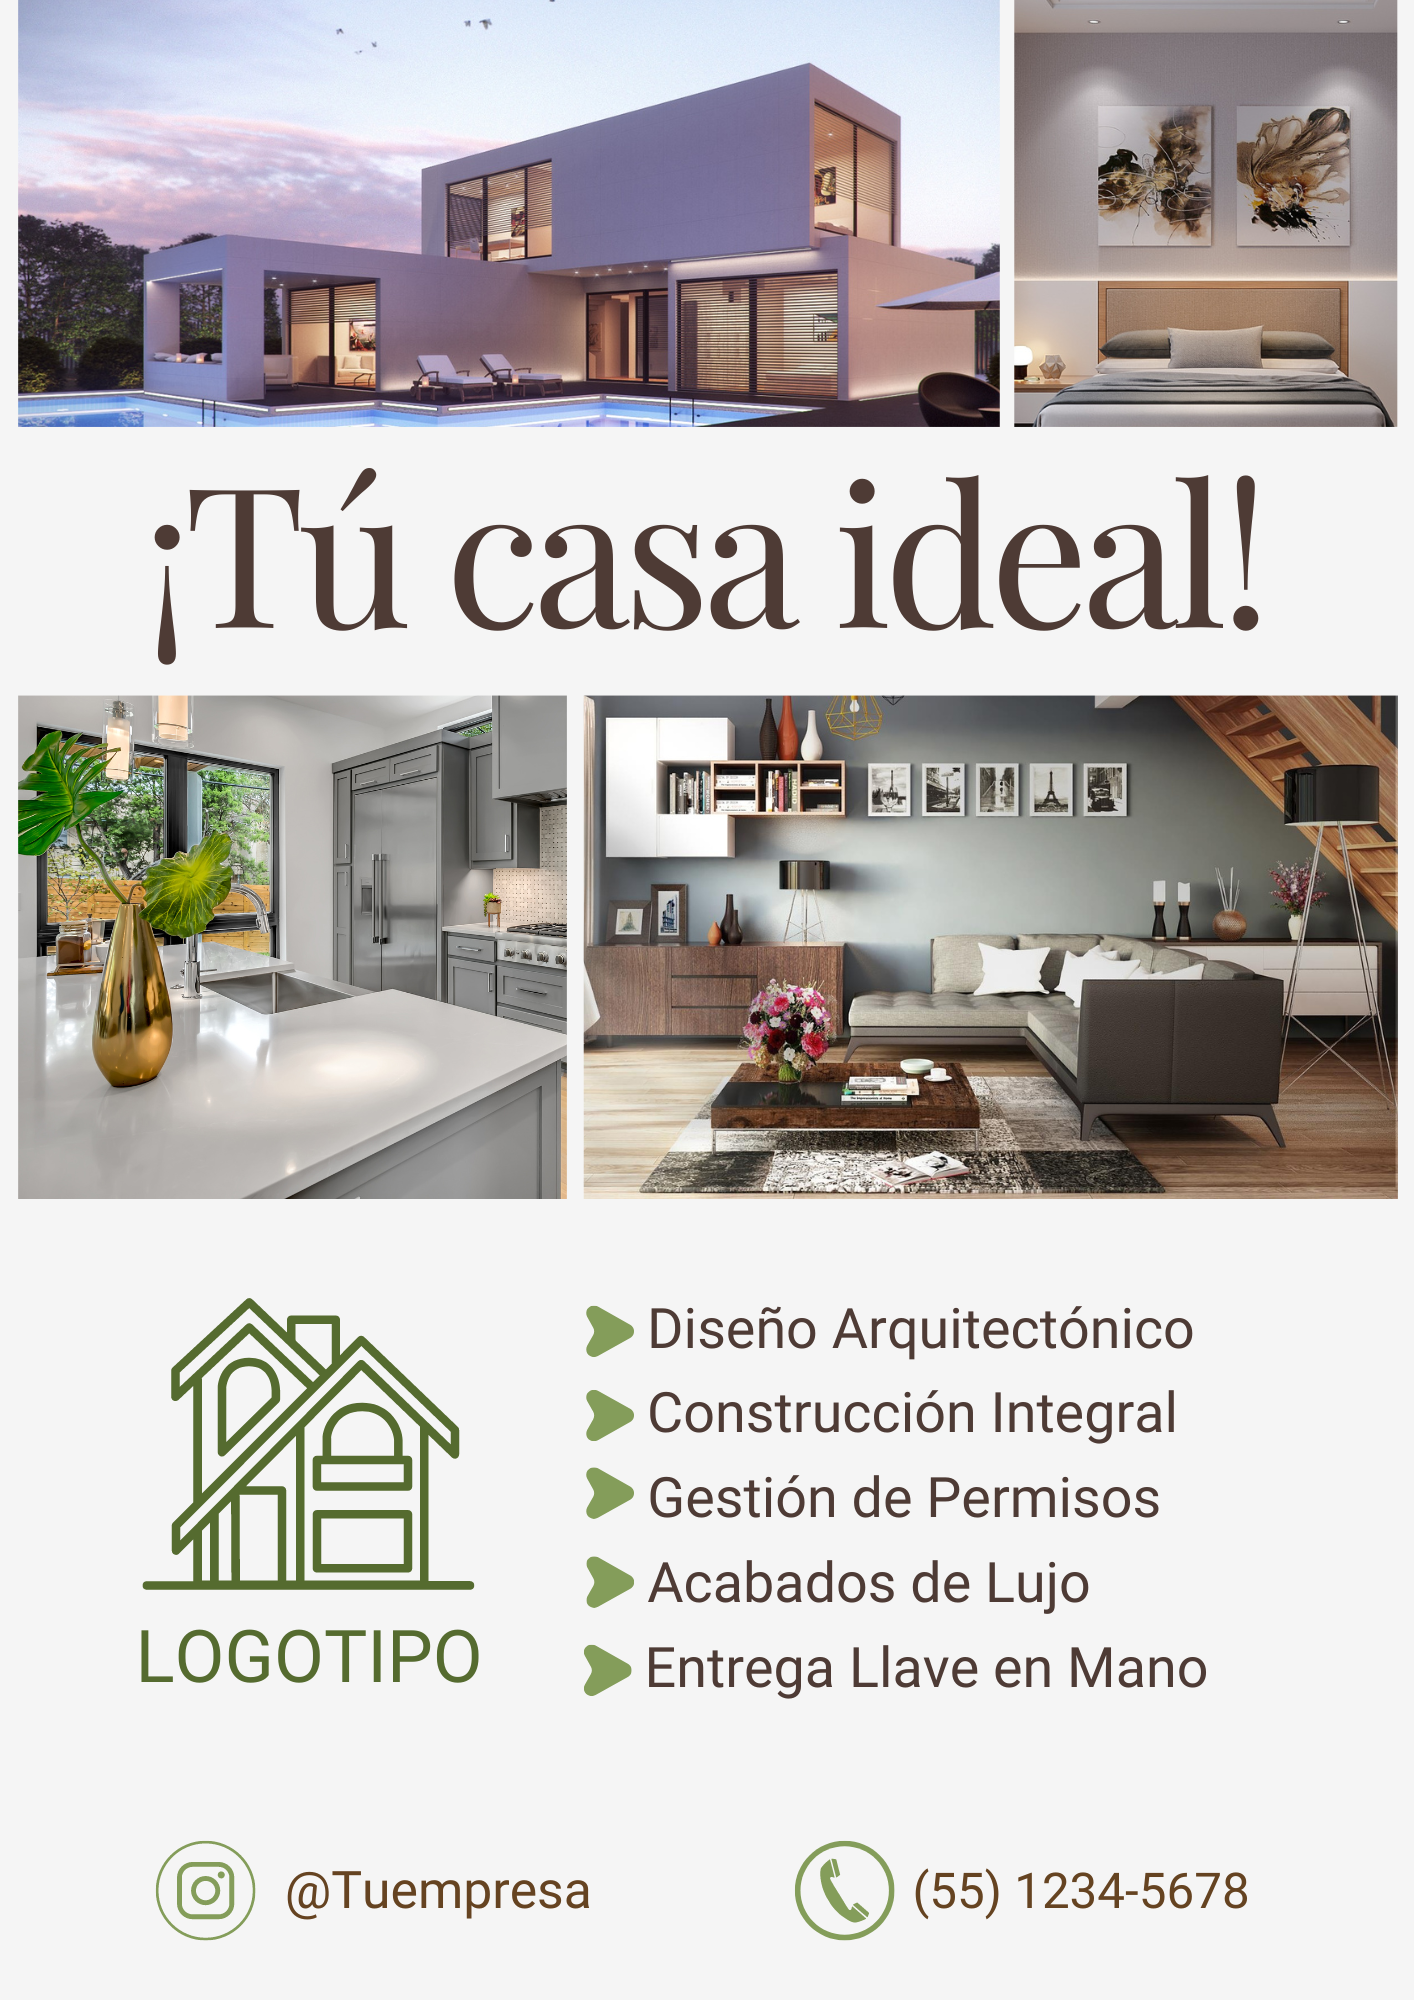 ¡Tú casa ideal!
Diseño Arquitectónico
Construcción Integral
Gestión de Permisos
Acabados de Lujo
Entrega Llave en Mano
LOGOTIPO
@Tuempresa
(55) 1234-5678